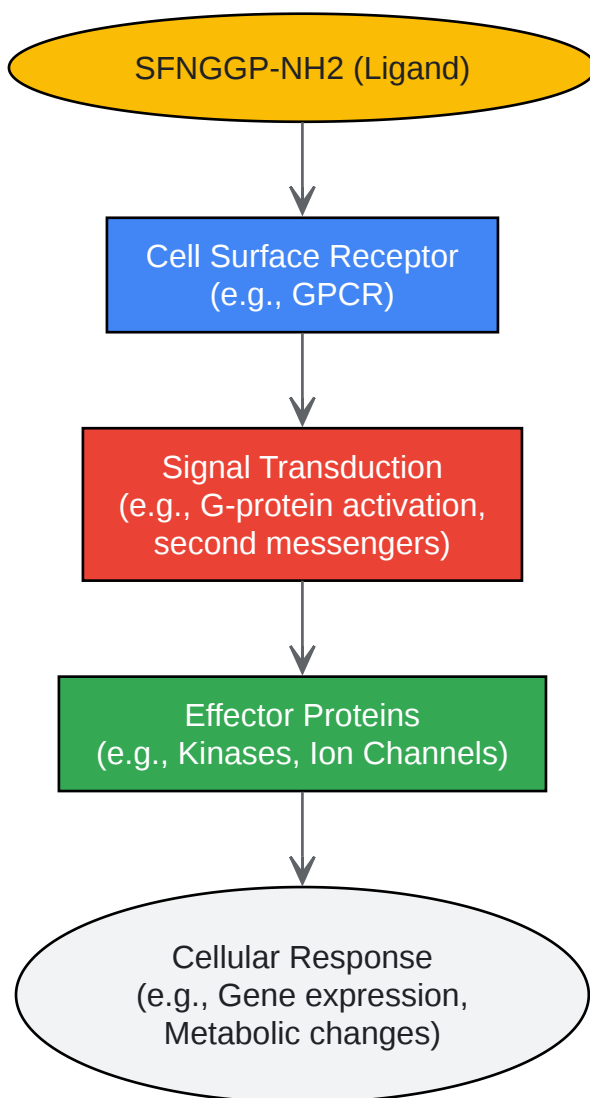 SFNGGP-NH2 (Ligand)
Cell Surface Receptor
(e.g., GPCR)
Signal Transduction
(e.g., G-protein activation,
second messengers)
Effector Proteins
(e.g., Kinases, Ion Channels)
Cellular Response
(e.g., Gene expression,
Metabolic changes)